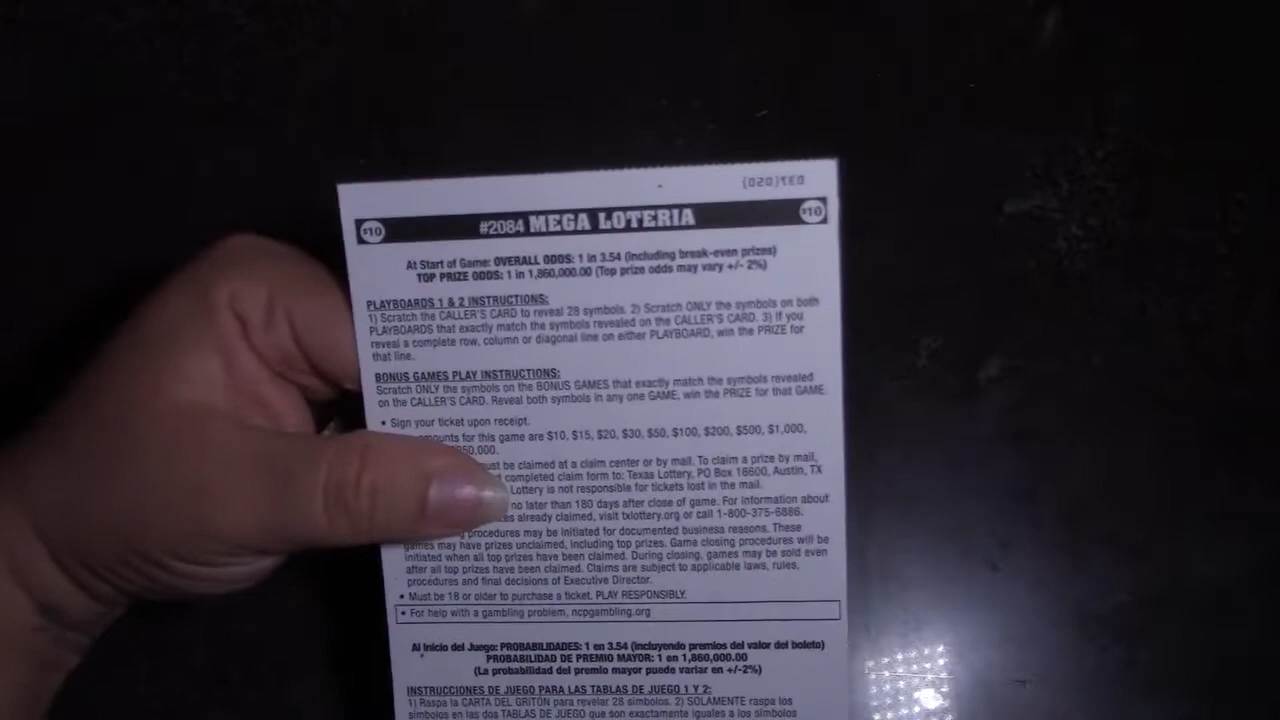 #2084 MEGA LOTERIA
$10 $10
At Start of Game: OVERALL ODDS: 1 in 3.54 (Including break-even prizes)
TOP PRIZE ODDS: 1 in 1,860,000.00 (Top prize odds may vary +/- 2%)
PLAYBOARDS 1 & 2 INSTRUCTIONS:
1) Scratch the CALLER'S CARD to reveal 28 symbols. 2) Scratch ONLY the symbols on both
PLAYBOARDS that exactly match the symbols revealed on the CALLER'S CARD. 3) If you
reveal a complete row, column or diagonal line on either PLAYBOARD, win the PRIZE for
that line.
BONUS GAMES PLAY INSTRUCTIONS:
Scratch ONLY the symbols on the BONUS GAMES that exactly match the symbols revealed
on the CALLER'S CARD. Reveal both symbols in any one GAME, win the PRIZE for that GAME.
• Sign your ticket upon receipt.
for this game are $10, $15, $20, $30, $50, $100, $200, $500, $1,000,
must be claimed at a claim center or by mail. To claim a prize by mail,
completed claim form to: Texas Lottery, PO Box 16600, Austin, TX
Lottery is not responsible for tickets lost in the mail.
no later than 180 days after close of game. For information about
already claimed, visit txlottery.org or call 1-800-375-6886.
procedures may be initiated for documented business reasons. These
games may have prizes unclaimed, including top prizes. Game closing procedures will be
initiated when all top prizes have been claimed. During closing, games may be sold even
after all top prizes have been claimed. Claims are subject to applicable laws, rules,
procedures and final decisions of Executive Director.
• Must be 18 or older to purchase a ticket. PLAY RESPONSIBLY.
• For help with a gambling problem, ncpgambling.org
Al Inicio del Juego: PROBABILIDADES: 1 en 3.54 (incluyendo premios del valor del boleto)
PROBABILIDAD DE PREMIO MAYOR: 1 en 1,860,000.00
(La probabilidad del premio mayor puede variar en +/-2%)
INSTRUCCIONES DE JUEGO PARA LAS TABLAS DE JUEGO 1 Y 2:
1) Raspa la CARTA DEL GRITÓN para revelar 28 símbolos. 2) SOLAMENTE raspa los
símbolos en las dos TABLAS DE JUEGO que son exactamente iguales a los símbolos